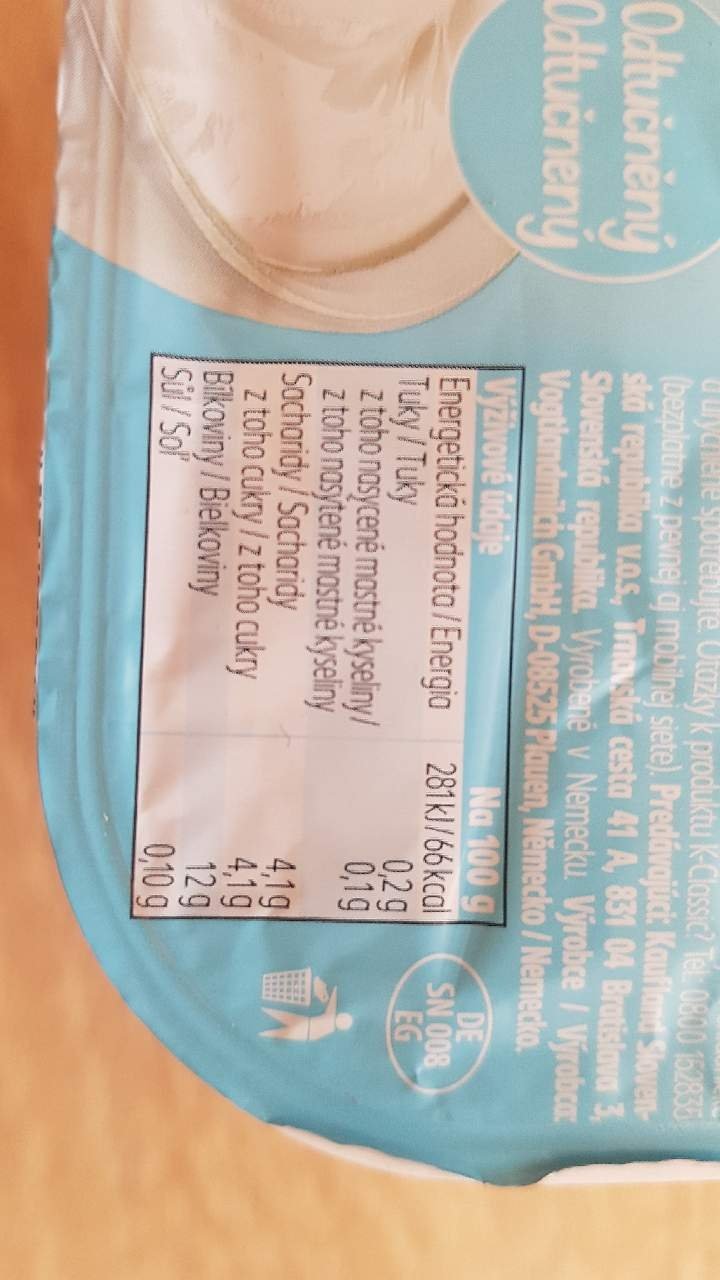 Odtučněný
Odtučnený
spotrebujte. Otázky k produktu K-Classic? Tel.: 0800 152835
(bezplatne z pevnej aj mobilnej siete). Predávajúci: Kaufland Sloven-
ská republika v.o.s., Trnavská cesta 41 A, 831 04 Bratislava 3,
Slovenská republika. Vyrobené v Nemecku. Výrobce / Výrobca:
Vogtlandmilch GmbH, D-08525 Plauen, Německo / Nemecko.
Výživové údaje Na 100 g
Energetická hodnota / Energia 281 kJ/66 kcal
Tuky / Tuky 0,2 g
z toho nasycené mastné kyseliny /
z toho nasýtené mastné kyseliny 0,1 g
Sacharidy / Sacharidy 4,1 g
z toho cukry / z toho cukry 4,1 g
Bílkoviny / Bielkoviny 12 g
Sůl / Soľ 0,10 g
DE
SN 008
EG